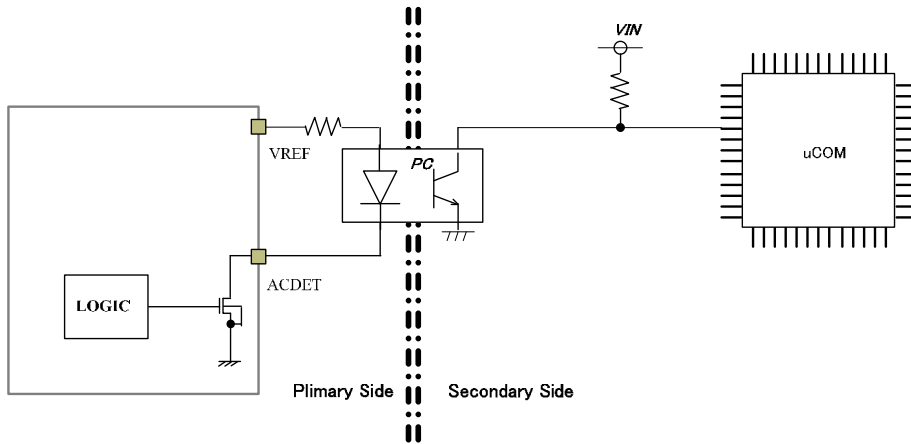 VIN
PC
uCOM
VREF
ACDET
LOGIC
Plimary Side
Secondary Side